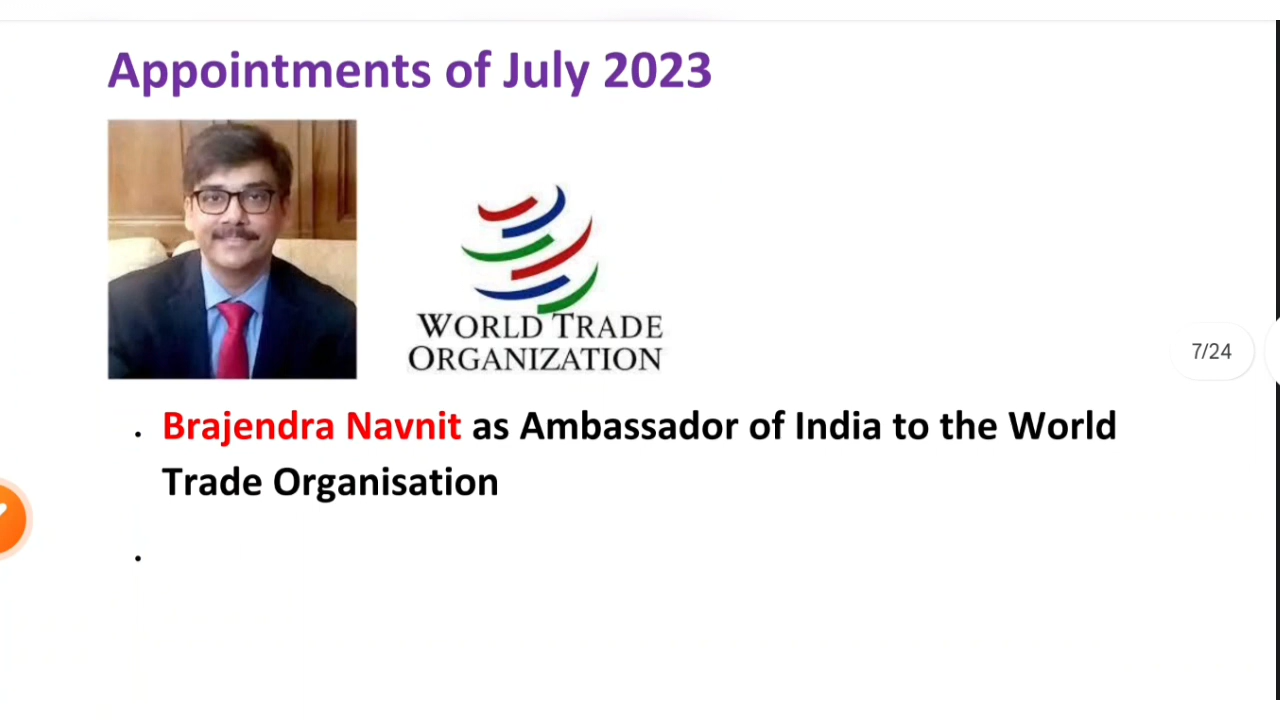 Appointments of July 2023
WORLD TRADE
ORGANIZATION
7/24
Brajendra Navnit as Ambassador of India to the World
Trade Organisation